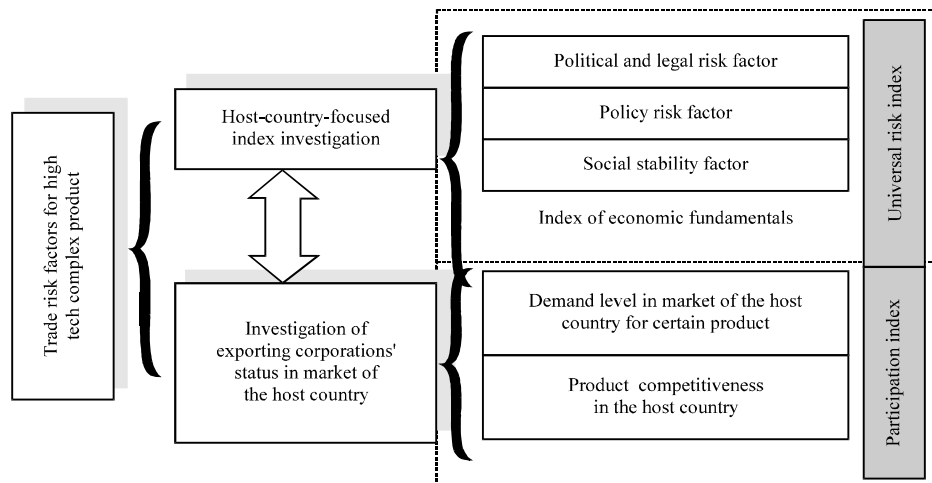 Trade risk factors for high
tech complex product
Host-country-focused
index investigation
Investigation of
exporting corporations'
status in market of
the host country
Political and legal risk factor
Policy risk factor
Social stability factor
Index of economic fundamentals
Demand level in market of the host
country for certain product
Product competitiveness
in the host country
Universal risk index
Participation index